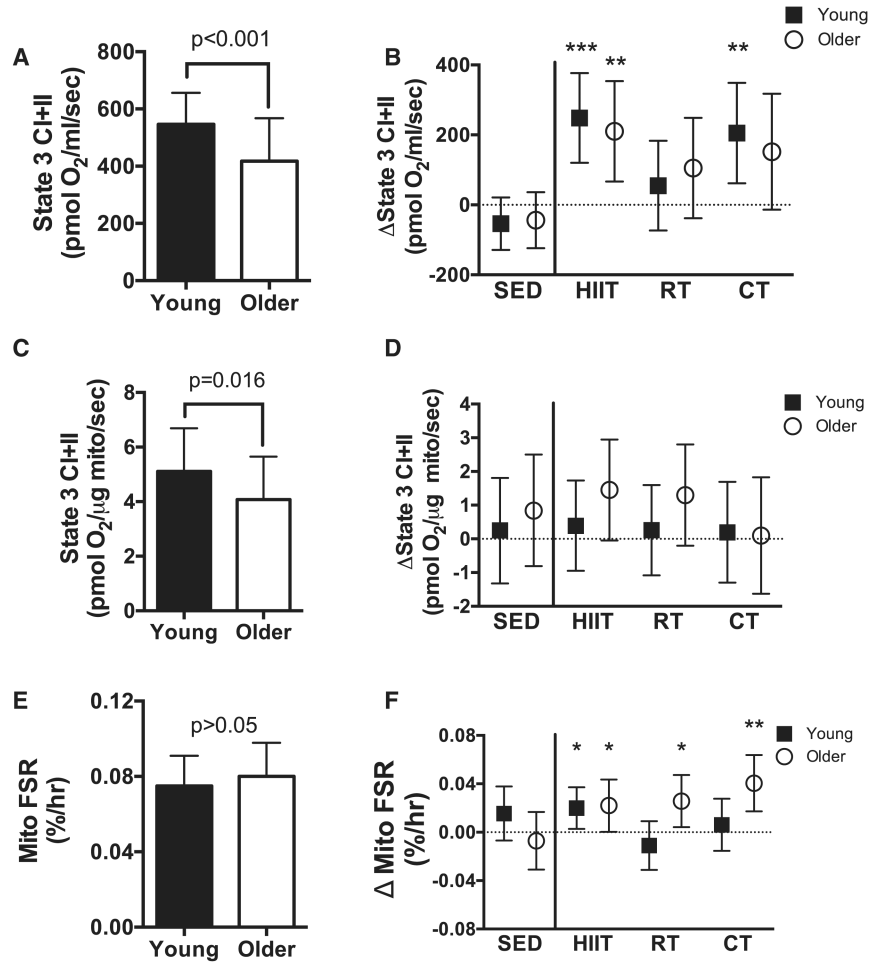 A
State 3 CI+II
(pmol O2/ml/sec)
800
600
400
200
0
p<0.001
Young
Older
B
ΔState 3 CI+II
(pmol O2/ml/sec)
400
200
0
-200
***
**
**
SED
HIIT
RT
CT
Young
Older
C
State 3 CI+II
(pmol O2/μg mito/sec)
8
6
4
2
0
p=0.016
Young
Older
D
ΔState 3 CI+II
(pmol O2/μg mito/sec)
4
3
2
1
0
-1
-2
SED
HIIT
RT
CT
Young
Older
E
Mito FSR
(%/hr)
0.12
0.08
0.04
0.00
p>0.05
Young
Older
F
Δ Mito FSR
(%/hr)
0.08
0.04
0.00
-0.04
-0.08
*
*
*
**
SED
HIIT
RT
CT
Young
Older